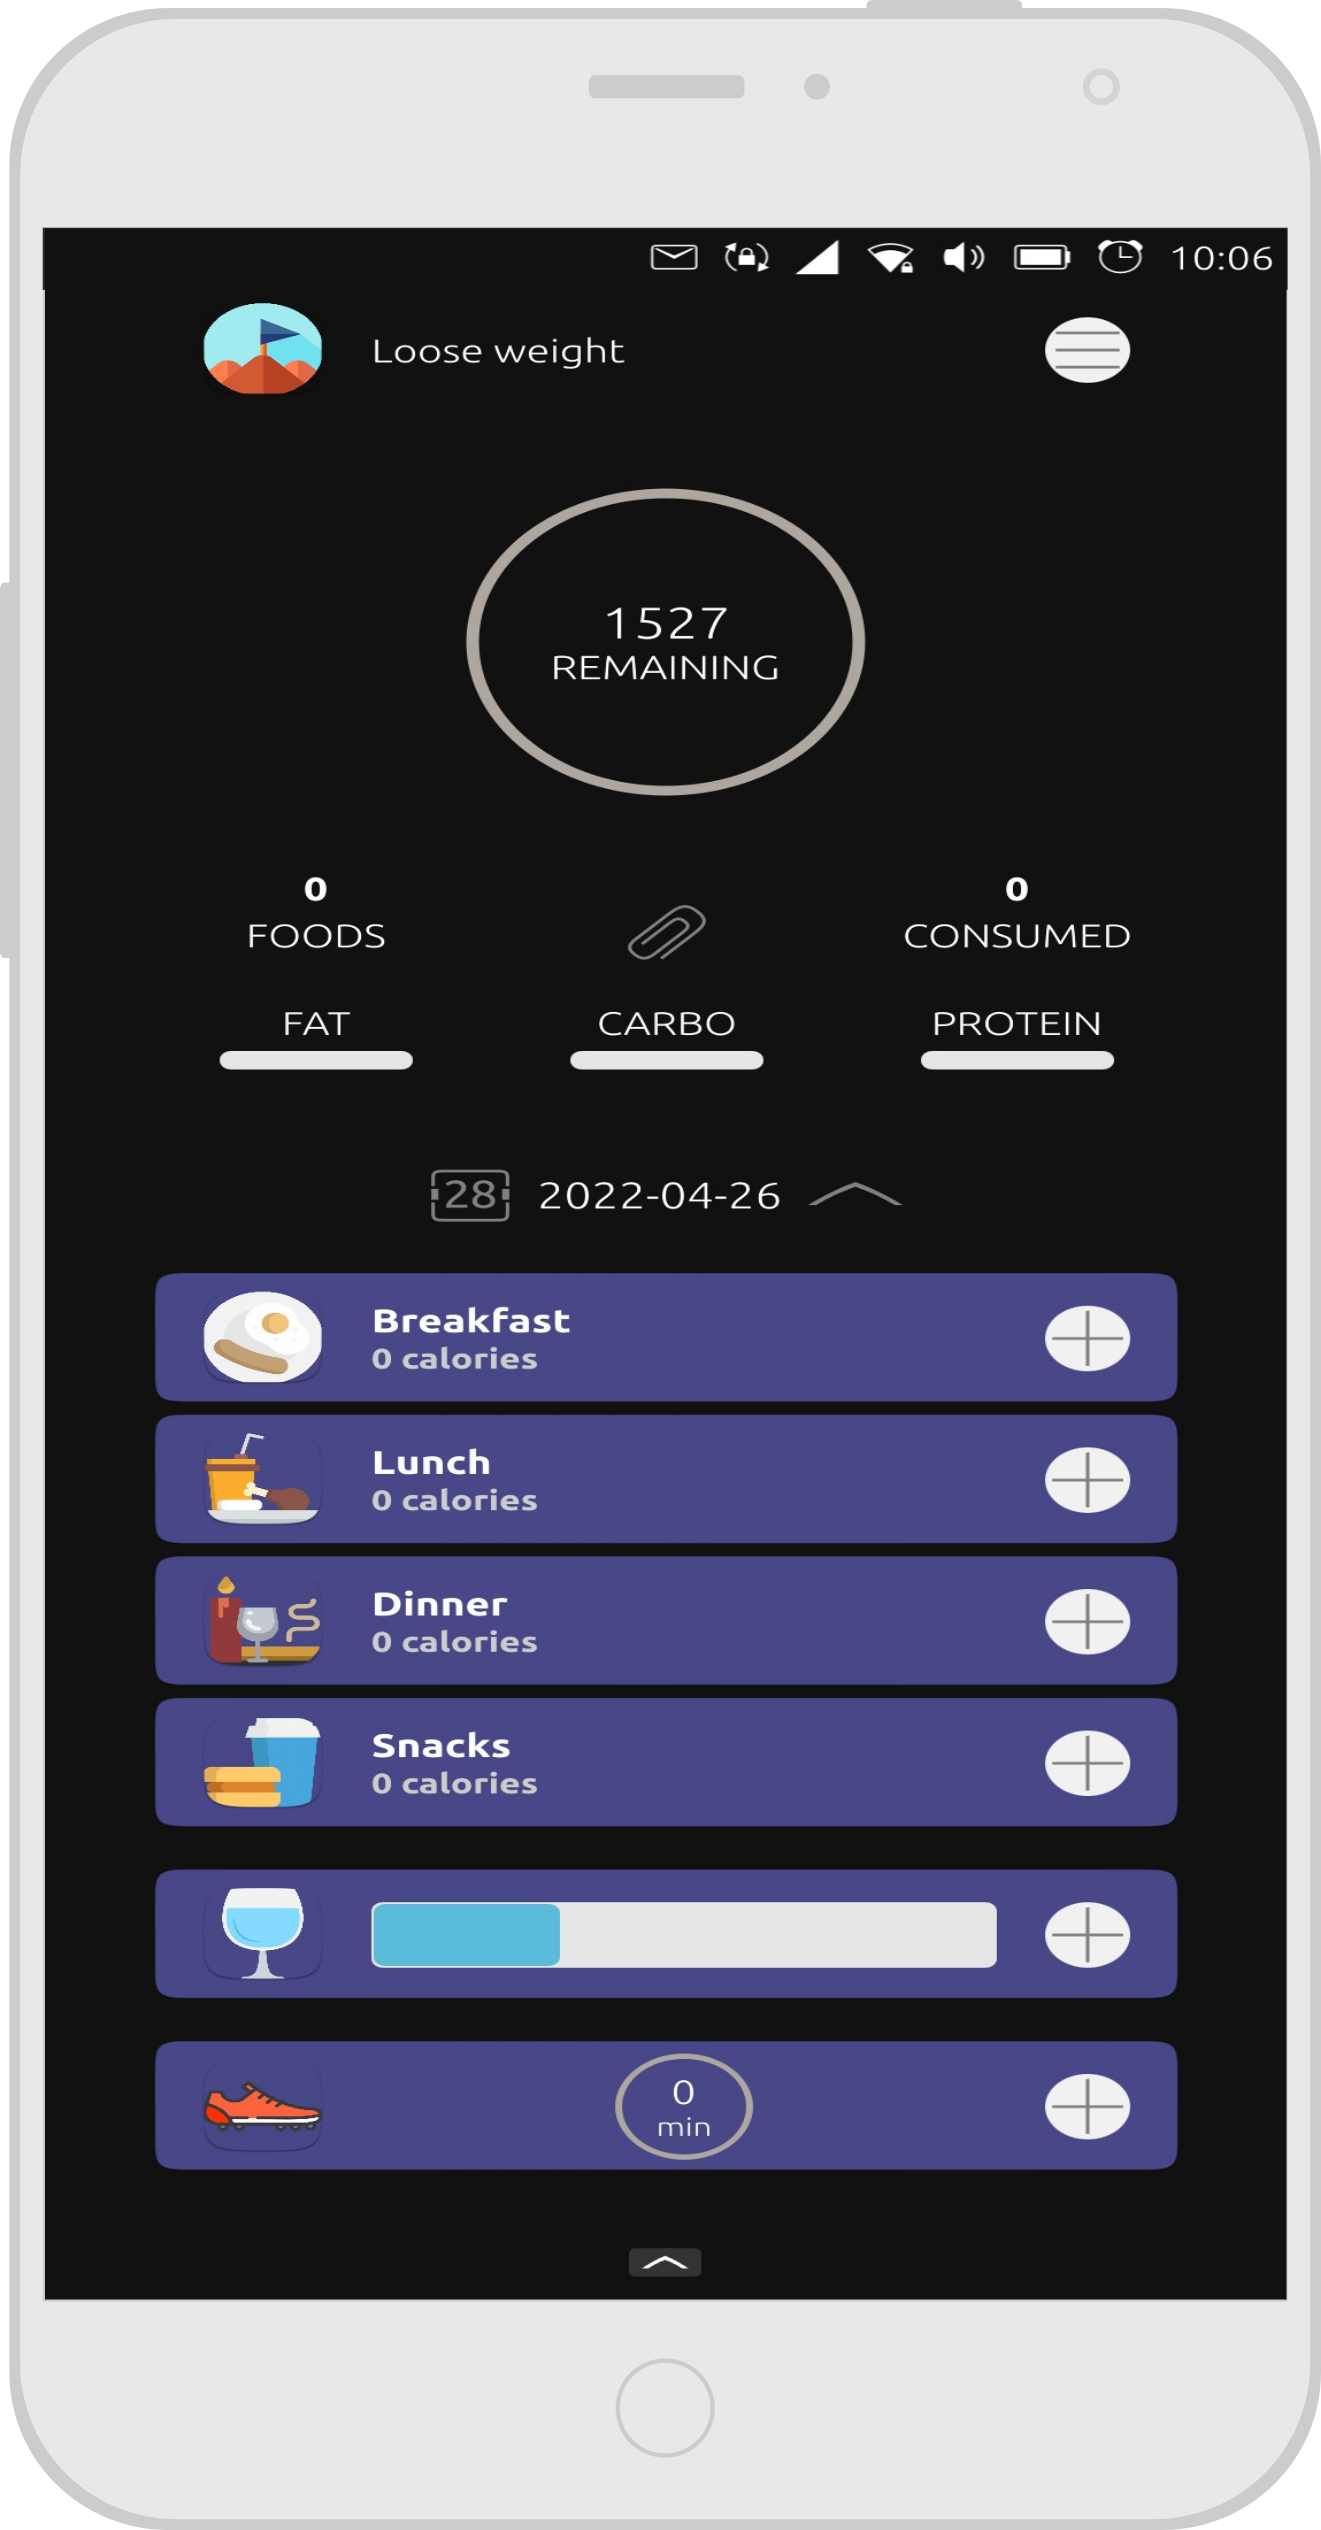 10:06
Loose weight
1527
REMAINING
0
FOODS
0
CONSUMED
FAT
CARBO
PROTEIN
28 2022-04-26
Breakfast
0 calories
Lunch
0 calories
Dinner
0 calories
Snacks
0 calories
0
min